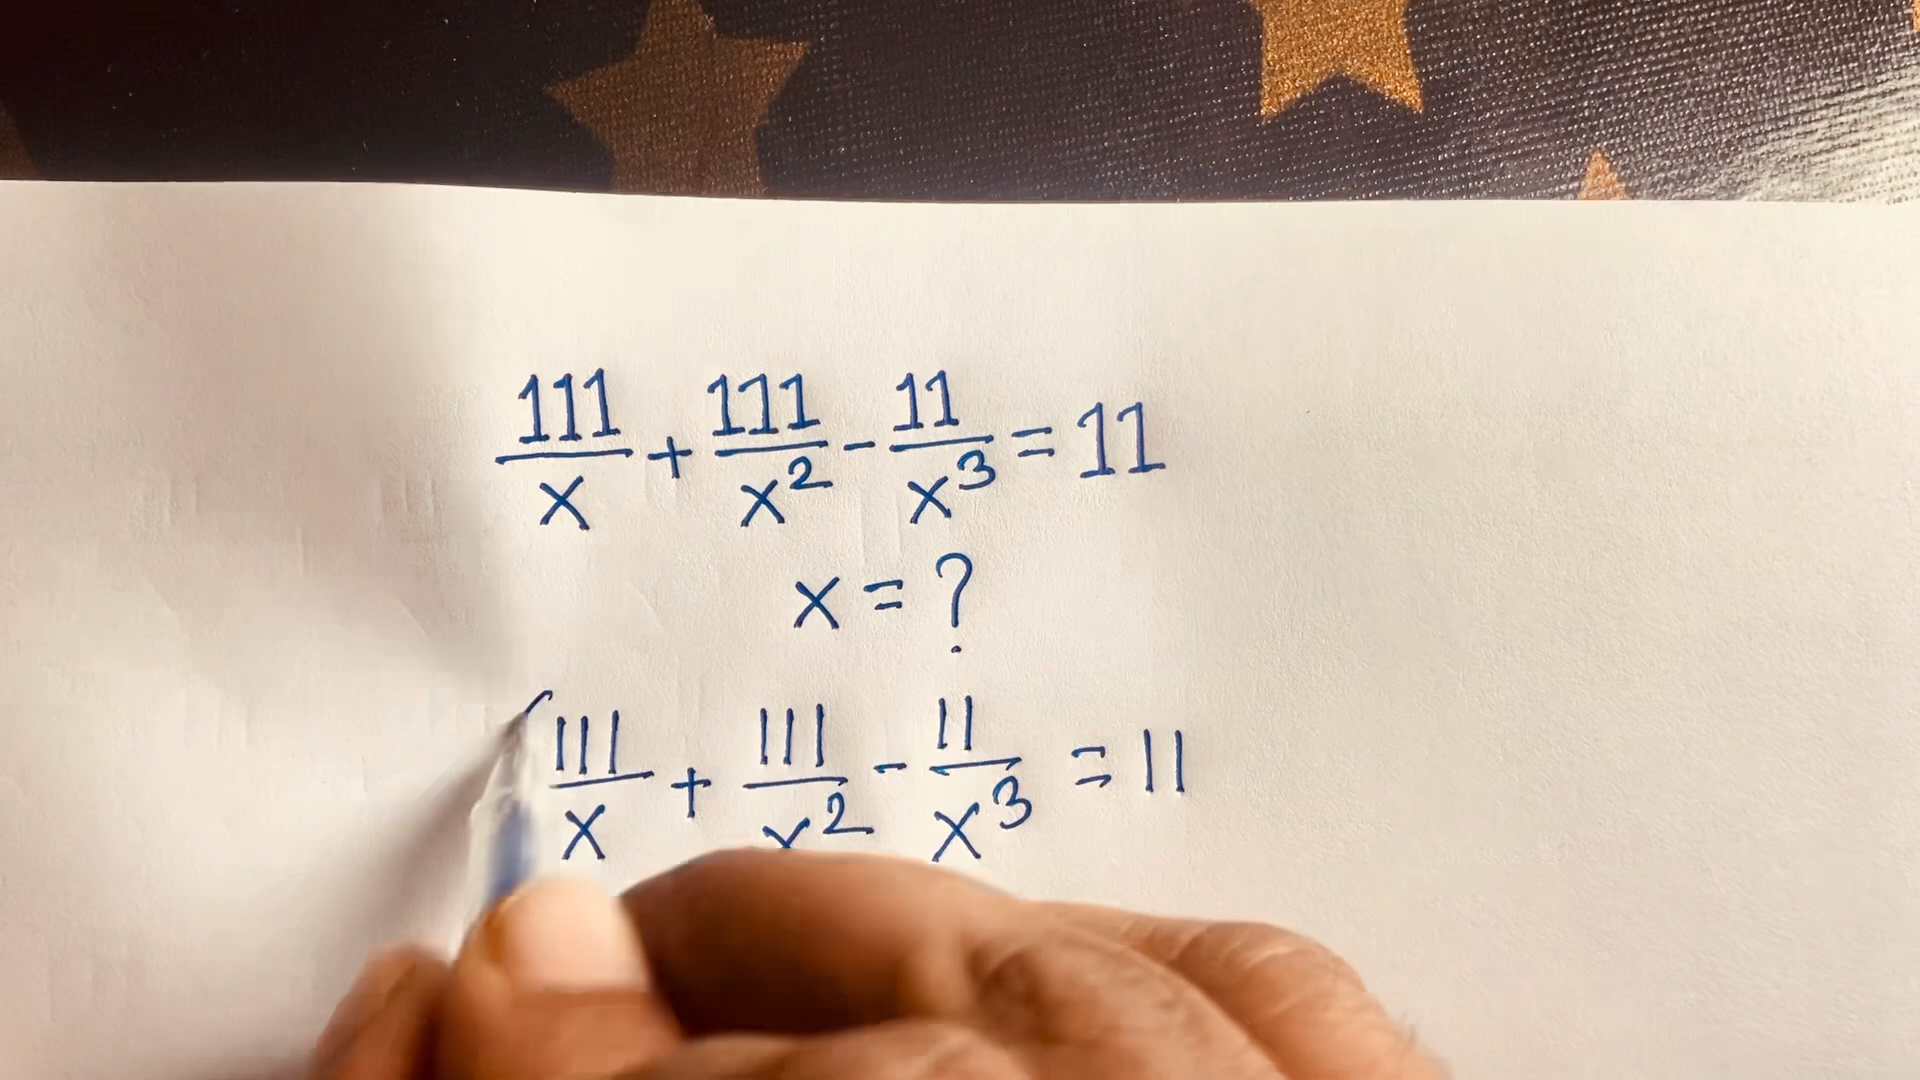 111/x + 111/x² - 11/x³ = 11
x = ?
111/x + 111/x² - 11/x³ = 11